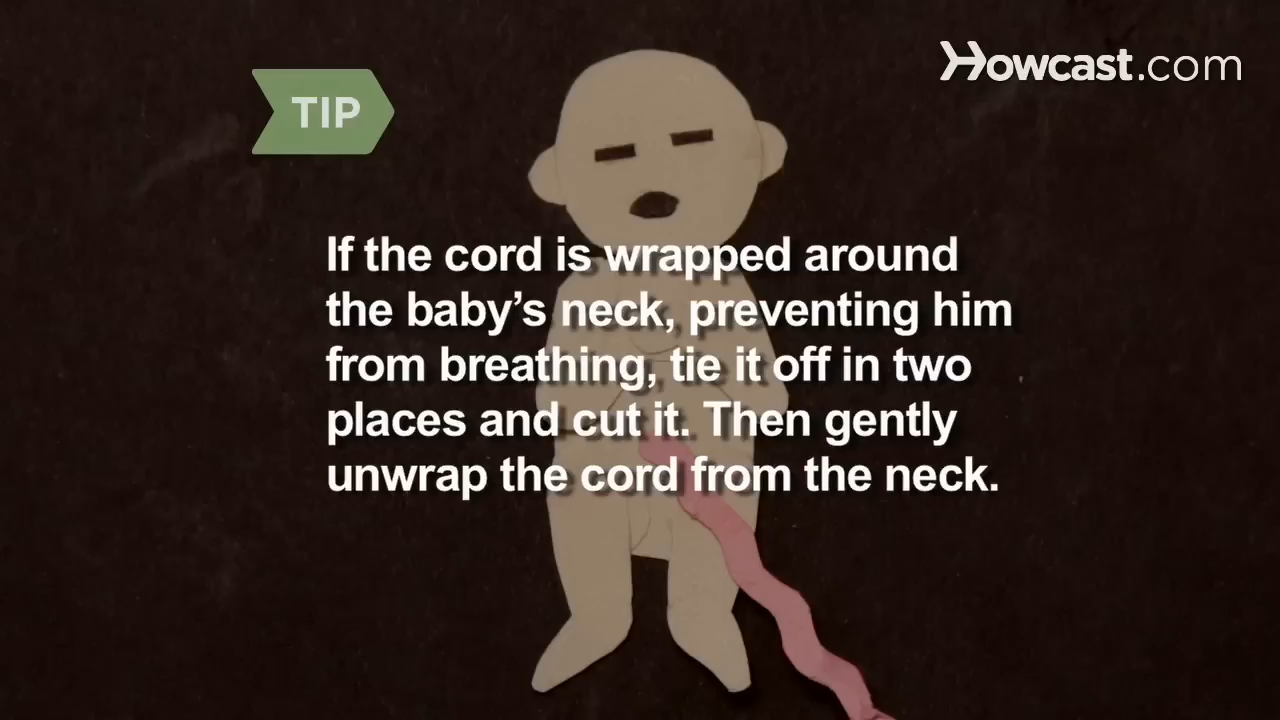 Howcast.com
TIP
If the cord is wrapped around
the baby’s neck, preventing him
from breathing, tie it off in two
places and cut it. Then gently
unwrap the cord from the neck.